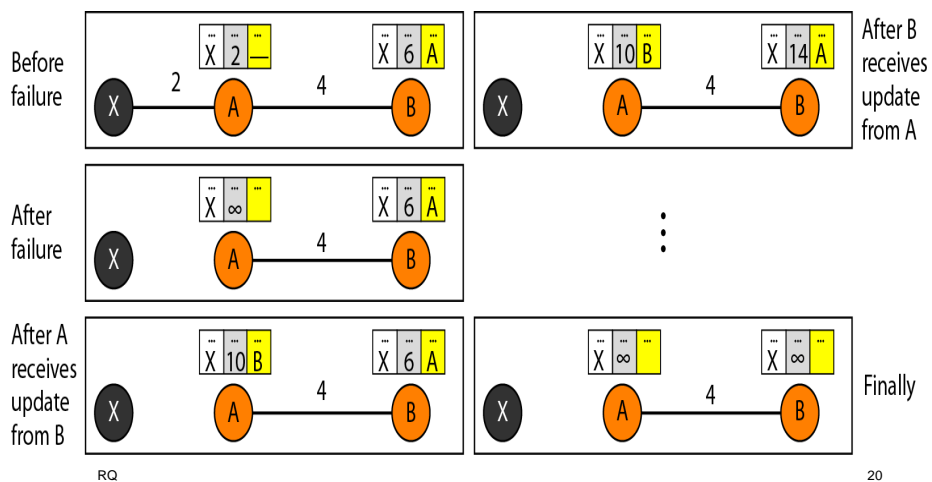 Before
failure
... ... ...
X 2 —
... ... ...
X 6 A
2
4
X
A
B
... ... ...
X 10 B
... ... ...
X 14 A
4
X
A
B
After B
receives
update
from A
After
failure
... ... ...
X ∞
... ... ...
X 6 A
4
X
A
B
After A
receives
update
from B
... ... ...
X 10 B
... ... ...
X 6 A
4
X
A
B
... ... ...
X ∞
... ... ...
X ∞
4
X
A
B
Finally
RQ
20